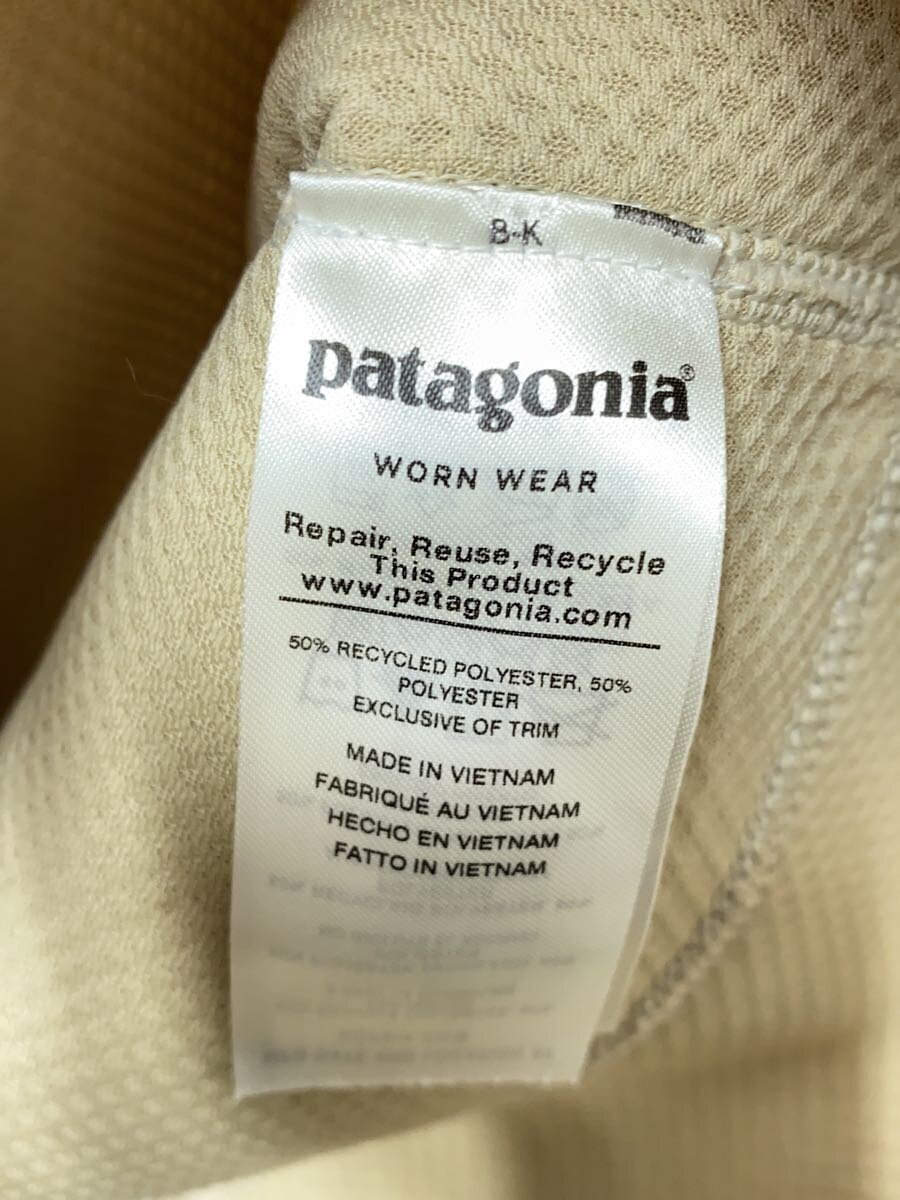 B-K
patagonia®
WORN WEAR
Repair, Reuse, Recycle
This Product
www.patagonia.com
50% RECYCLED POLYESTER, 50%
POLYESTER
EXCLUSIVE OF TRIM
MADE IN VIETNAM
FABRIQUÉ AU VIETNAM
HECHO EN VIETNAM
FATTO IN VIETNAM